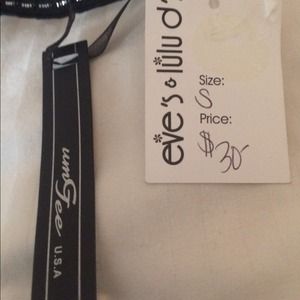 umgee U.S.A
eve's & lulu d
Size:
S
Price:
$30-